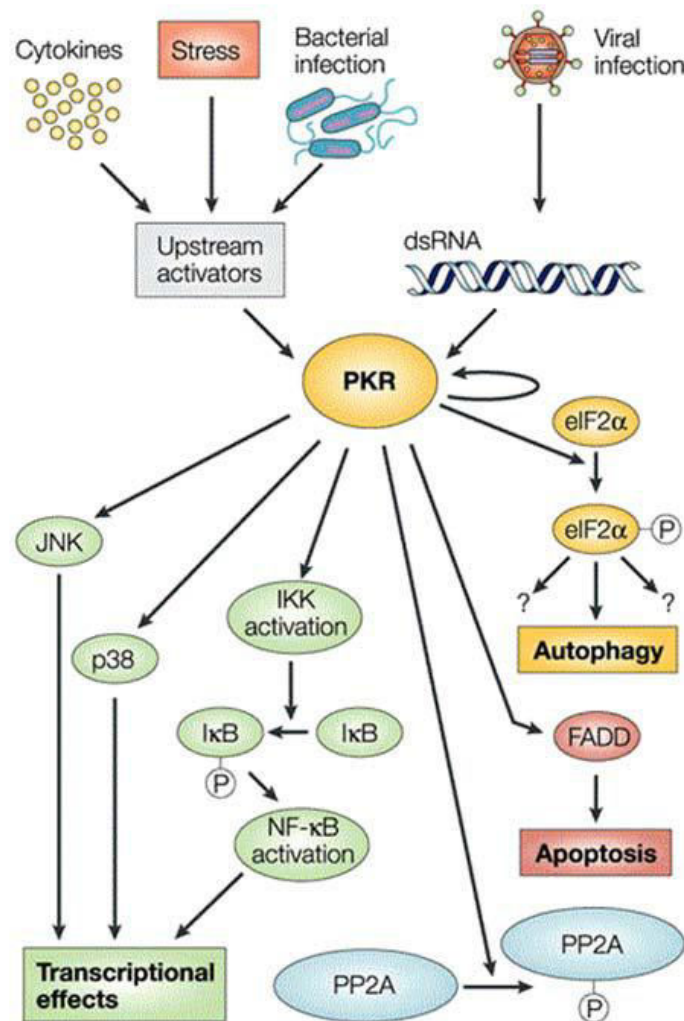 Cytokines
Stress
Bacterial
infection
Viral
infection
Upstream
activators
dsRNA
PKR
eIF2α
eIF2α
P
JNK
IKK
activation
?
?
Autophagy
p38
IκB
IκB
P
FADD
NF-κB
activation
Apoptosis
Transcriptional
effects
PP2A
PP2A
P